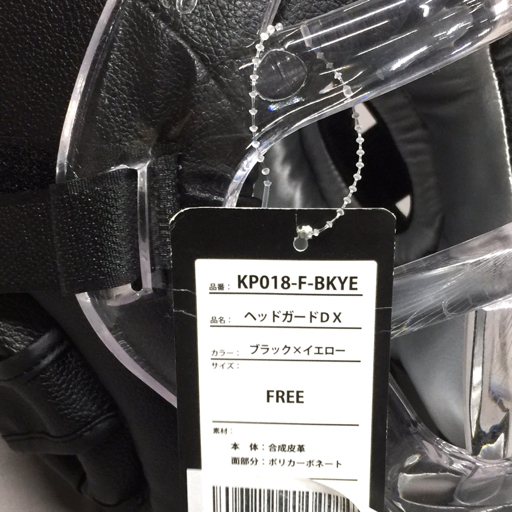 品番： KP018-F-BKYE
品名： ヘッドガードDX
カラー： ブラック×イエロー
サイズ：
FREE
素材：
本　体：合成皮革
面部分：ポリカーボネート